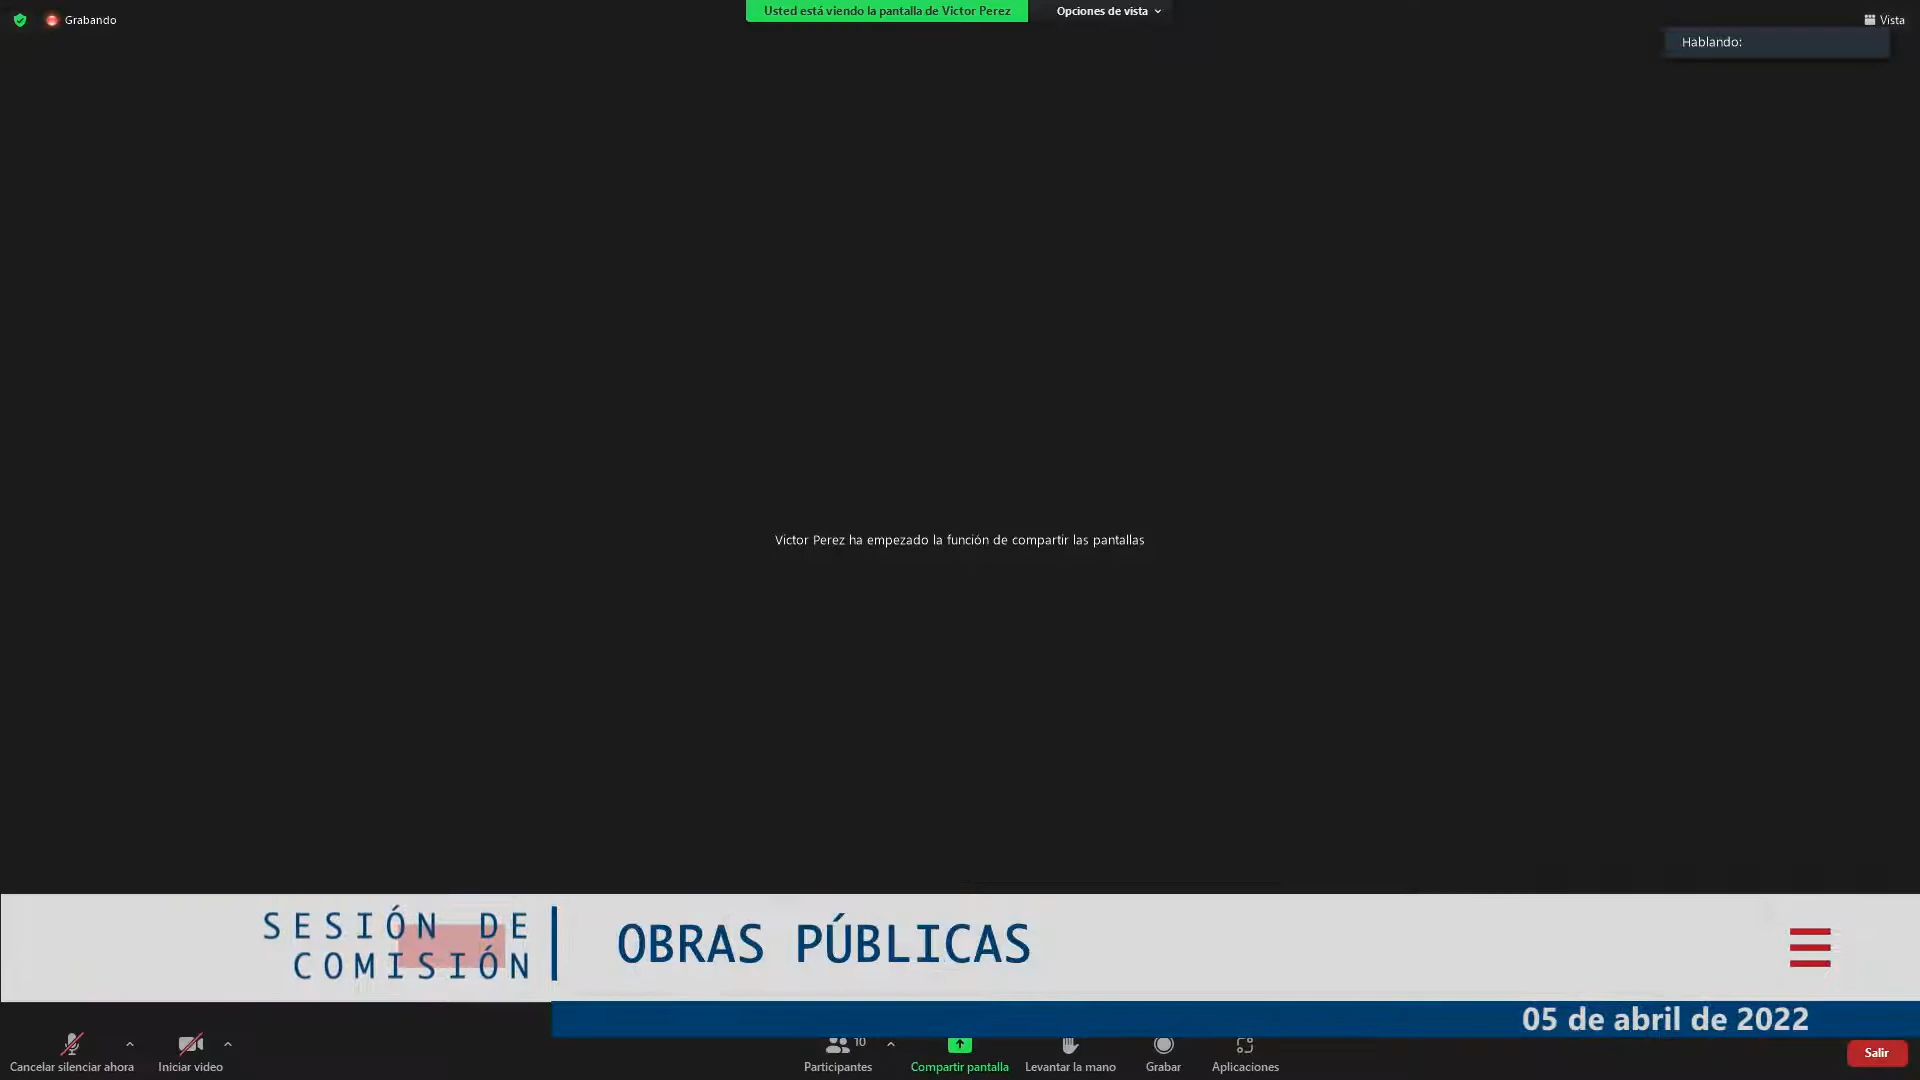 Grabando
Usted está viendo la pantalla de Victor Perez
Opciones de vista
Vista
Hablando:
Victor Perez ha empezado la función de compartir las pantallas
SESIÓN DE
COMISIÓN
OBRAS PÚBLICAS
05 de abril de 2022
Cancelar silenciar ahora
Iniciar video
10
Participantes
Compartir pantalla
Levantar la mano
Grabar
Aplicaciones
Salir